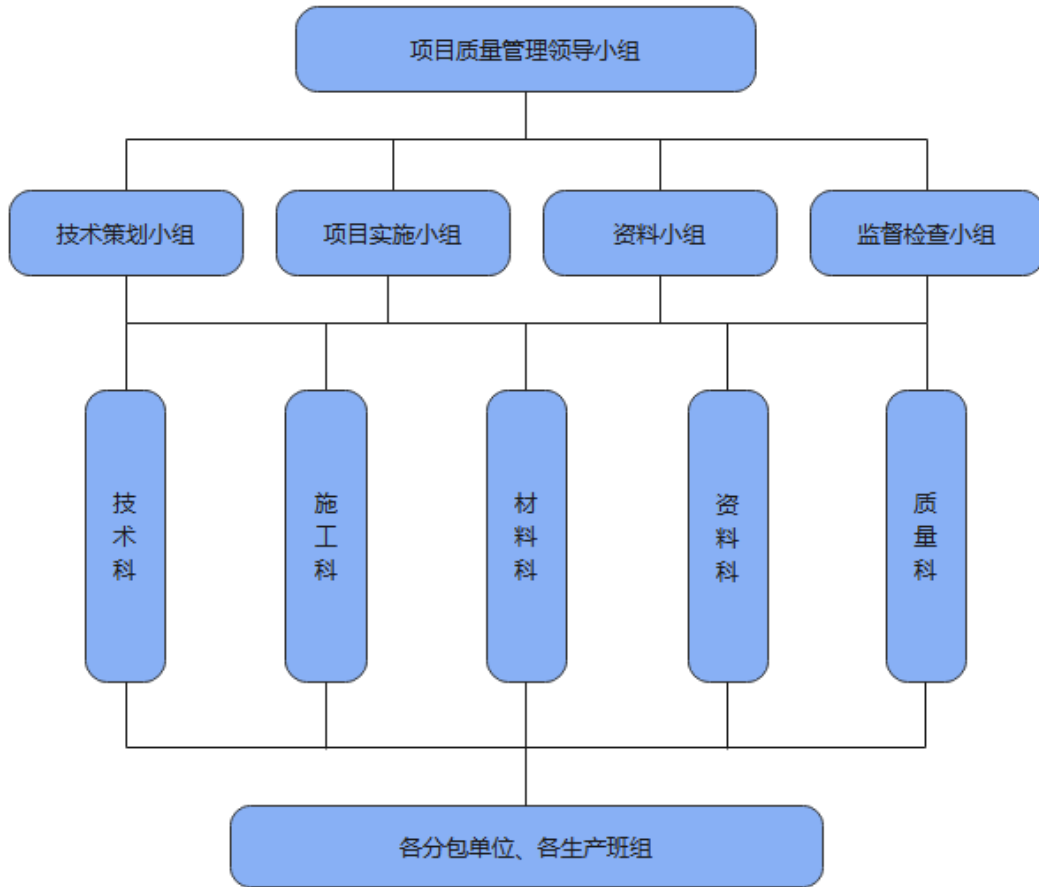 项目质量管理领导小组
技术策划小组
项目实施小组
资料小组
监督检查小组
技术科
施工科
材料科
资料科
质量科
各分包单位、各生产班组